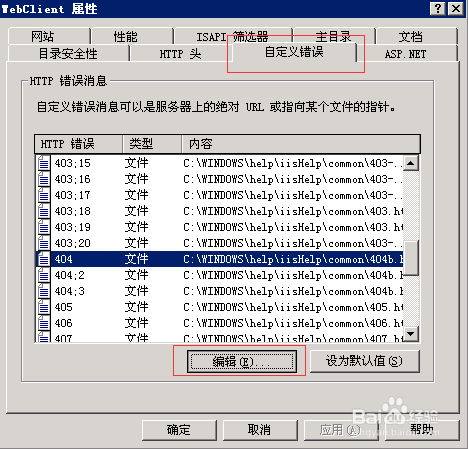 WebClient 属性
网站 性能 ISAPI 筛选器 主目录 文档
目录安全性 HTTP 头 自定义错误 ASP.NET
HTTP 错误消息
自定义错误消息可以是服务器上的绝对 URL 或指向某个文件的指针。
HTTP 错误 类型 内容
403;15 文件 C:\WINDOWS\help\iisHelp\common\403-..
403;16 文件 C:\WINDOWS\help\iisHelp\common\403-..
403;17 文件 C:\WINDOWS\help\iisHelp\common\403-..
403;18 文件 C:\WINDOWS\help\iisHelp\common\403.h
403;19 文件 C:\WINDOWS\help\iisHelp\common\403.h
403;20 文件 C:\WINDOWS\help\iisHelp\common\403-..
404 文件 C:\WINDOWS\help\iisHelp\common\404b.h
404;2 文件 C:\WINDOWS\help\iisHelp\common\404b.h
404;3 文件 C:\WINDOWS\help\iisHelp\common\404b.h
405 文件 C:\WINDOWS\help\iisHelp\common\405.h
406 文件 C:\WINDOWS\help\iisHelp\common\406.h
407 文件 C:\WINDOWS\help\iisHelp\common\407.h
编辑(E)... 设为默认值(S)
确定 取消 应用(A) 帮助
Baidu 经验
jingyan.baidu.com